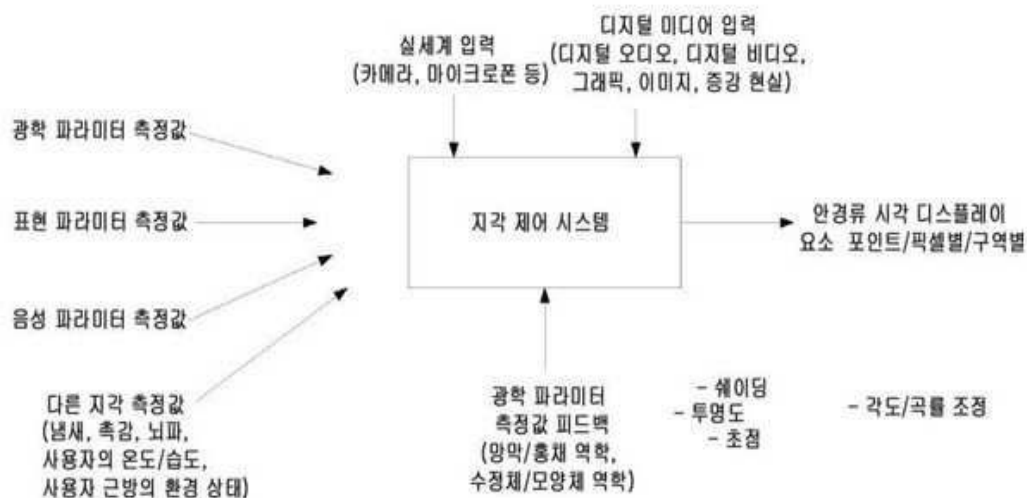 실세계 입력
(카메라, 마이크로폰 등)
디지털 미디어 입력
(디지털 오디오, 디지털 비디오,
그래픽, 이미지, 증강 현실)
광학 파라미터 측정값
표현 파라미터 측정값
음성 파라미터 측정값
다른 지각 측정값
(냄새, 촉감, 뇌파,
사용자의 온도/습도,
사용자 근방의 환경 상태)
지각 제어 시스템
안경류 시각 디스플레이
요소 포인트/픽셀별/구역별
광학 파라미터
측정값 피드백
(망막/홍채 역학,
수정체/모양체 역학)
- 쉐이딩
- 투명도
- 초점
- 각도/곡률 조정